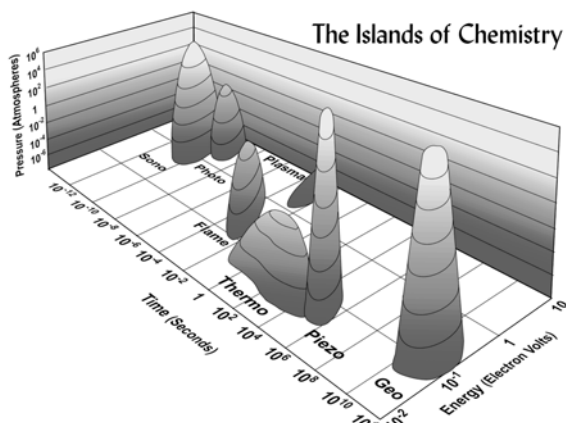 The Islands of Chemistry
Pressure (Atmospheres)
10⁶
10⁴
10²
1
10⁻²
10⁻⁴
10⁻⁶
Sono
Photo
Plasma
Flame
Thermo
Piezo
Geo
10⁻¹²
10⁻¹⁰
10⁻⁸
10⁻⁶
10⁻⁴
10⁻²
1
10²
10⁴
10⁶
10⁸
10¹⁰
Time (Seconds)
10⁻²
10⁻¹
1
10
Energy (Electron Volts)